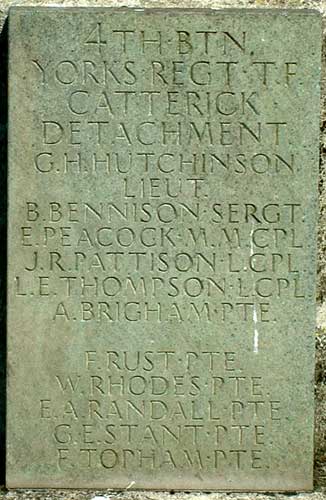 4TH·BTN.
YORKS·REGT·T.F.
CATTERICK
DETACHMENT
G.H.HUTCHINSON
LIEUT.
B.BENNISON·SERGT.
E.PEACOCK·M.M.CPL.
J.R.PATTISON·L.CPL.
L.E.THOMPSON·L.CPL.
A.BRIGHAM·PTE.
F.RUST·PTE.
W.RHODES·PTE.
E.A.RANDALL·PTE.
G.E.STANT·PTE.
F.TOPHAM·PTE.